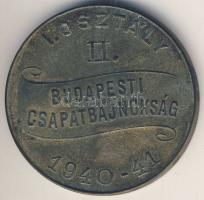 I. OSZTÁLY
II.
BUDAPESTI
CSAPATBAJNOKSÁG
1940-41